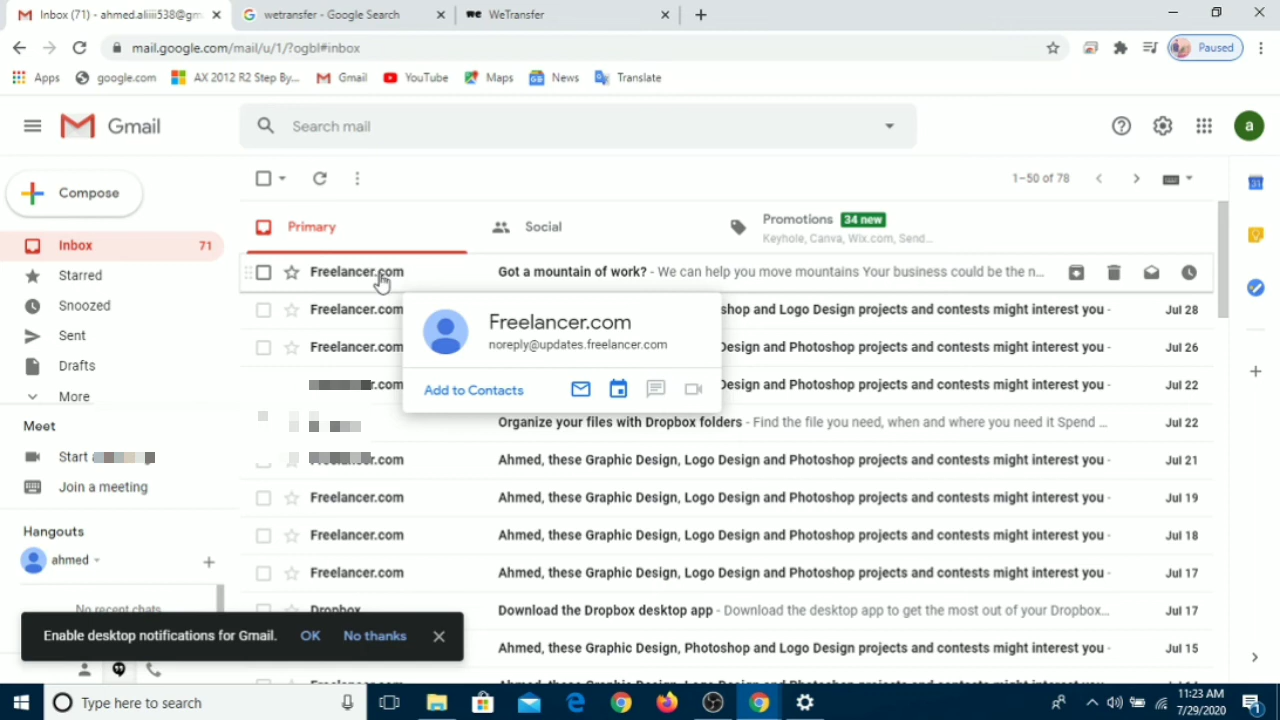 Inbox (71) - ahmed.aliiii538@gm
wetransfer - Google Search
we WeTransfer
mail.google.com/mail/u/1/?ogbl#inbox
Paused
Apps
google.com
AX 2012 R2 Step By...
Gmail
YouTube
Maps
News
Translate
Gmail
Search mail
a
Compose
1–50 of 78
Primary
Social
Promotions 34 new
Keyhole, Canva, Wix.com, Send...
Inbox 71
Starred
Snoozed
Sent
Drafts
More
Freelancer.com Got a mountain of work? - We can help you move mountains Your business could be the n...
Freelancer.com shop and Logo Design projects and contests might interest you - Jul 28
Freelancer.com Design and Photoshop projects and contests might interest you - Jul 26
r.com Design and Photoshop projects and contests might interest you - Jul 22
Freelancer.com
noreply@updates.freelancer.com
Add to Contacts
Organize your files with Dropbox folders - Find the file you need, when and where you need it Spend ... Jul 22
.com Ahmed, these Graphic Design, Logo Design and Photoshop projects and contests might interest you - Jul 21
Freelancer.com Ahmed, these Graphic Design, Logo Design and Photoshop projects and contests might interest you - Jul 19
Freelancer.com Ahmed, these Graphic Design, Logo Design and Photoshop projects and contests might interest you - Jul 18
Freelancer.com Ahmed, these Graphic Design, Logo Design and Photoshop projects and contests might interest you - Jul 17
Dropbox Download the Dropbox desktop app - Download the desktop app to get the most out of your Dropbox... Jul 17
Ahmed, these Graphic Design, Photoshop and Logo Design projects and contests might interest you - Jul 15
Meet
Start
Join a meeting
Hangouts
ahmed
No recent chats
Enable desktop notifications for Gmail. OK No thanks
Type here to search
11:23 AM
7/29/2020
1